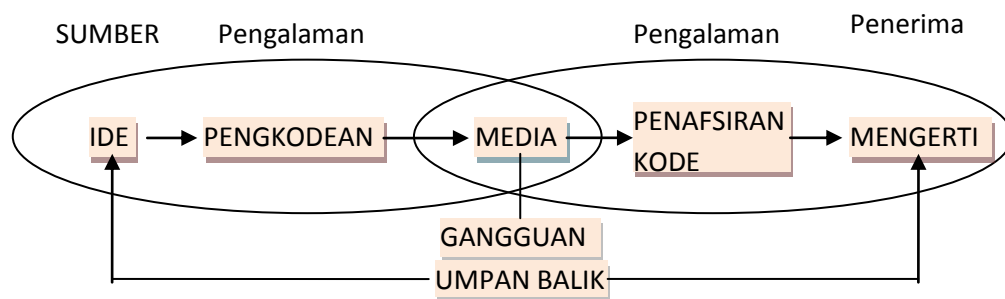 SUMBER Pengalaman Pengalaman Penerima
IDE PENGKODEAN MEDIA PENAFSIRAN KODE MENGERTI
GANGGUAN
UMPAN BALIK